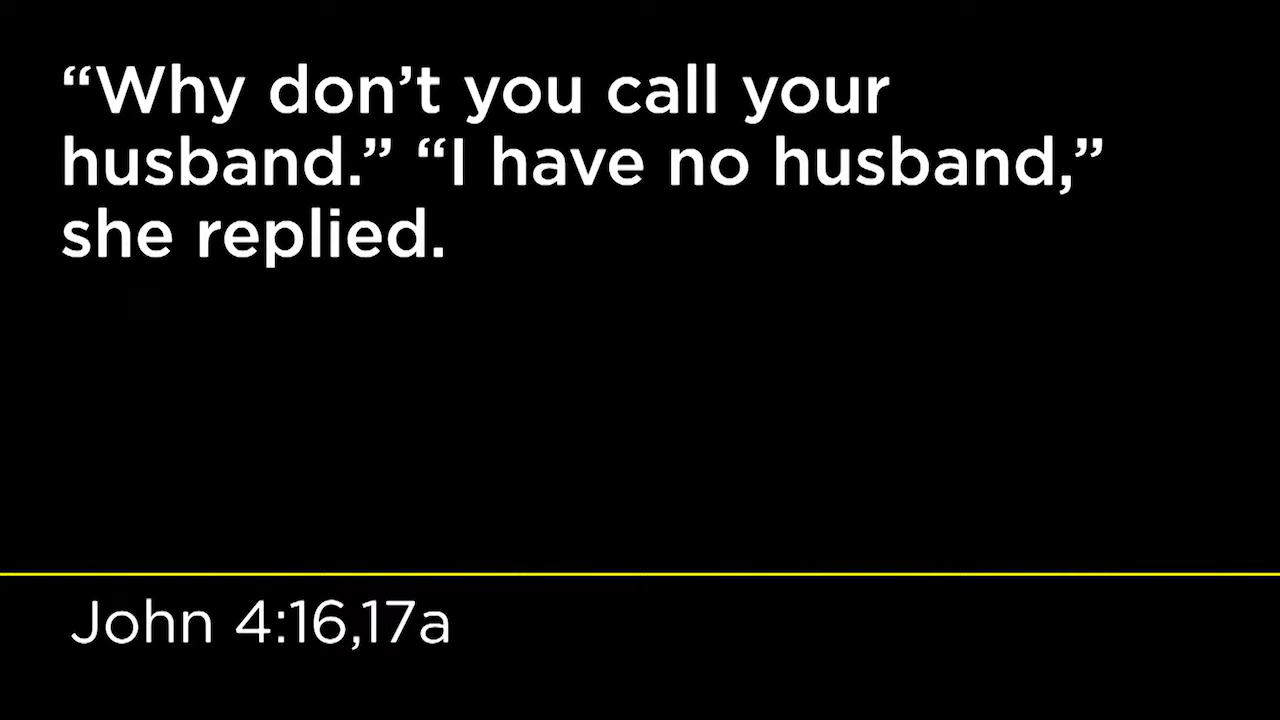 “Why don’t you call your
husband.” “I have no husband,”
she replied.
John 4:16,17a